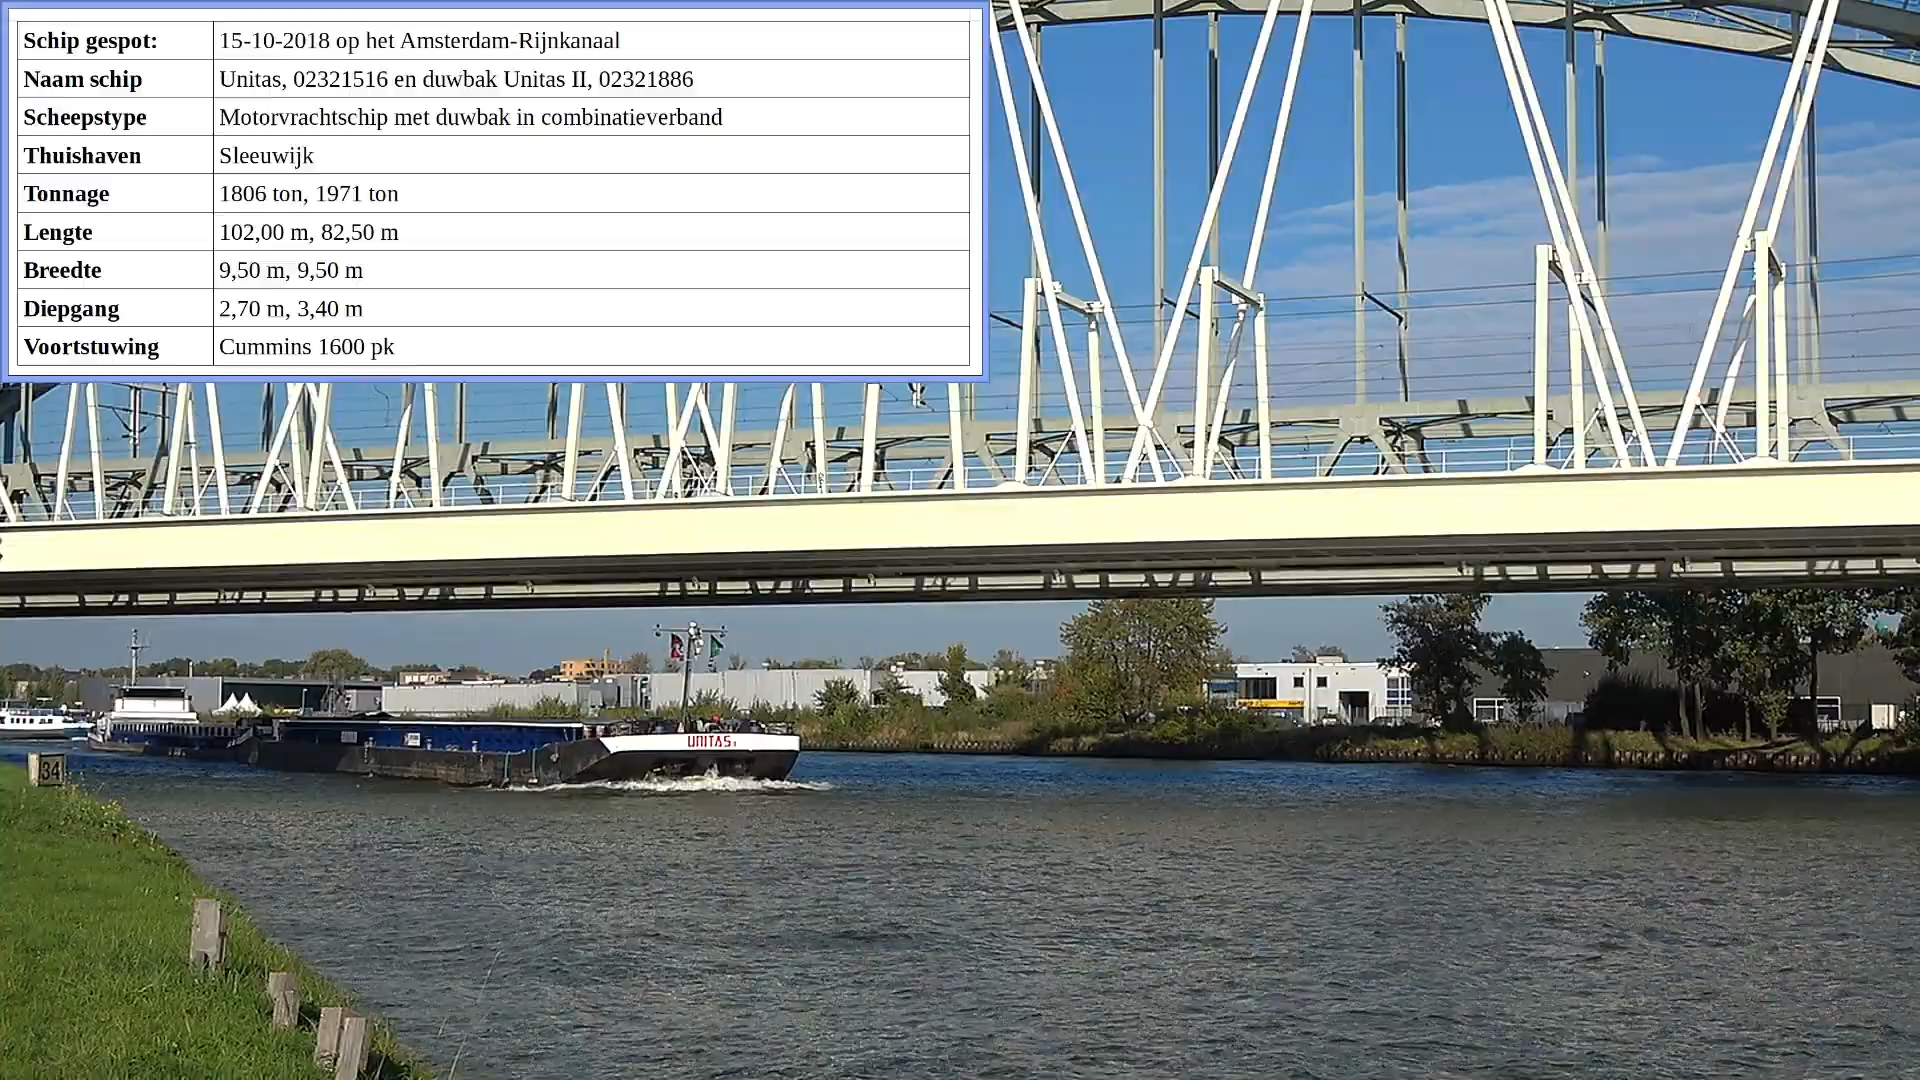 Schip gespot: 15-10-2018 op het Amsterdam-Rijnkanaal
Naam schip Unitas, 02321516 en duwbak Unitas II, 02321886
Scheepstype Motorvrachtschip met duwbak in combinatieverband
Thuishaven Sleeuwijk
Tonnage 1806 ton, 1971 ton
Lengte 102,00 m, 82,50 m
Breedte 9,50 m, 9,50 m
Diepgang 2,70 m, 3,40 m
Voortstuwing Cummins 1600 pk
UNITAS
34